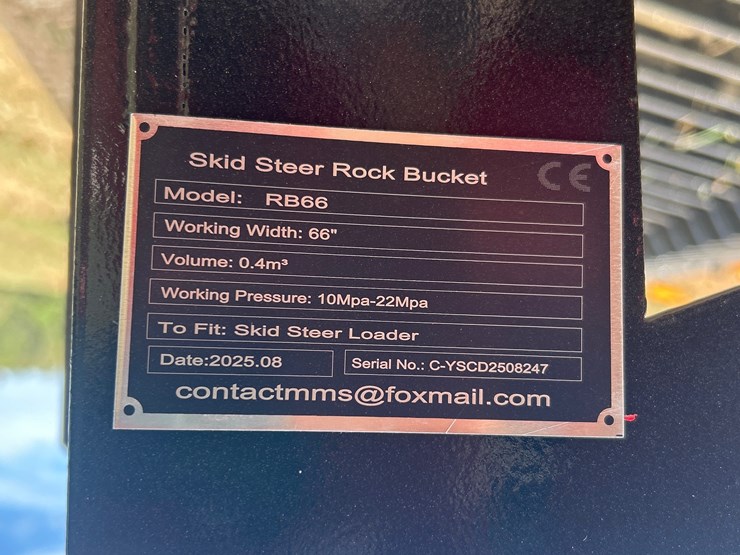 Skid Steer Rock Bucket CE
Model: RB66
Working Width: 66"
Volume: 0.4m³
Working Pressure: 10Mpa-22Mpa
To Fit: Skid Steer Loader
Date:2025.08 Serial No.: C-YSCD2508247
contactmms@foxmail.com